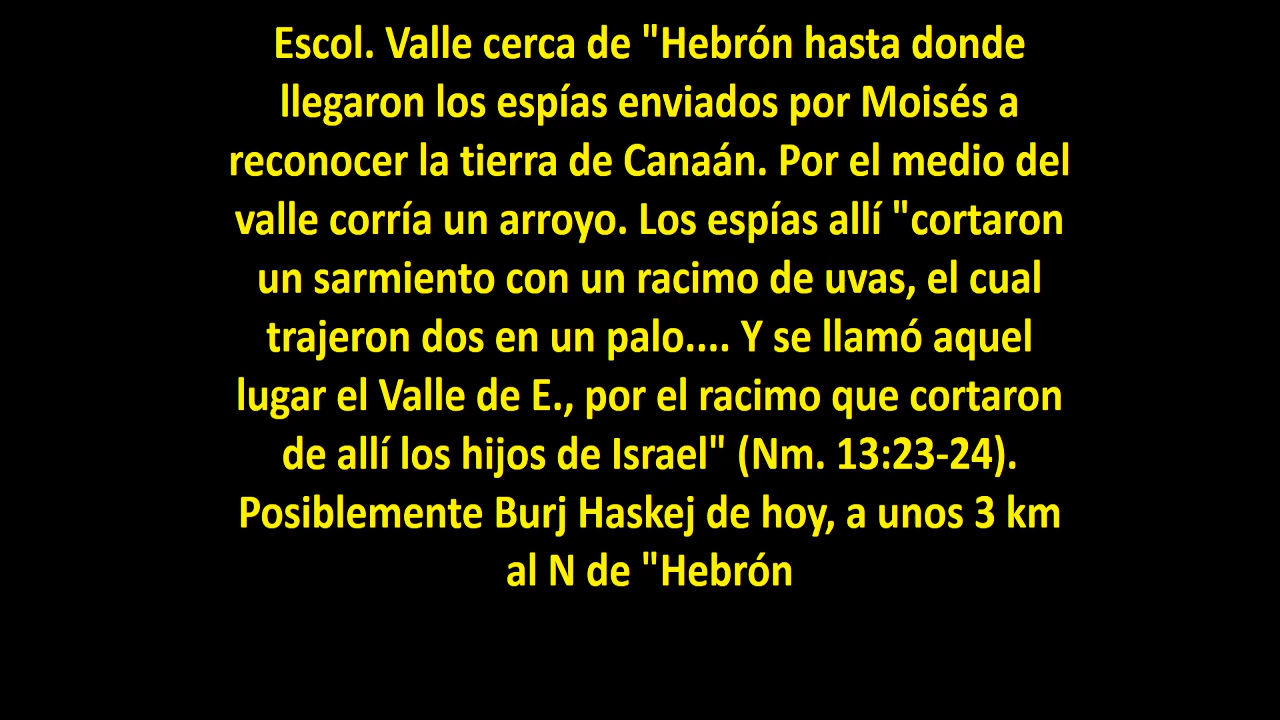 Escol. Valle cerca de "Hebrón hasta donde
llegaron los espías enviados por Moisés a
reconocer la tierra de Canaán. Por el medio del
valle corría un arroyo. Los espías allí "cortaron
un sarmiento con un racimo de uvas, el cual
trajeron dos en un palo.... Y se llamó aquel
lugar el Valle de E., por el racimo que cortaron
de allí los hijos de Israel" (Nm. 13:23-24).
Posiblemente Burj Haskej de hoy, a unos 3 km
al N de "Hebrón